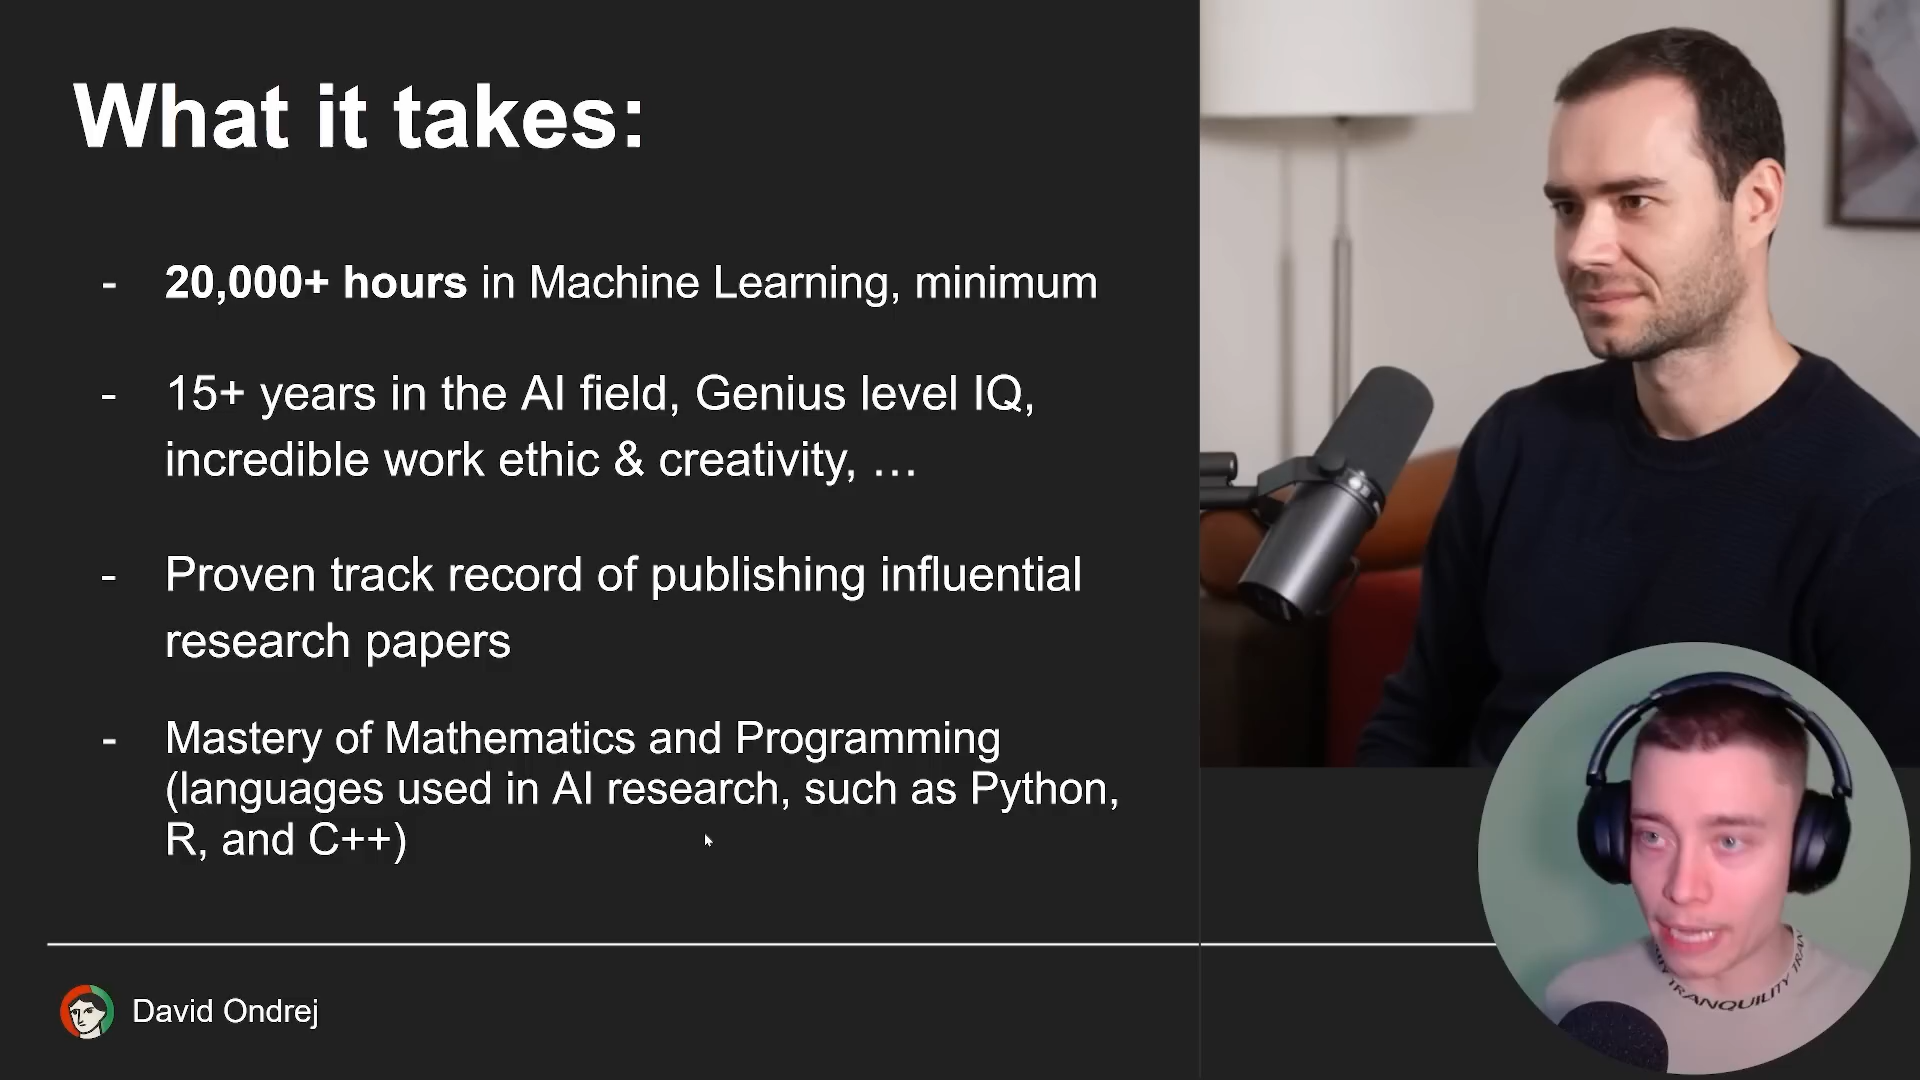 What it takes:
- 20,000+ hours in Machine Learning, minimum
- 15+ years in the AI field, Genius level IQ,
incredible work ethic & creativity, …
- Proven track record of publishing influential
research papers
- Mastery of Mathematics and Programming
(languages used in AI research, such as Python,
R, and C++)
David Ondrej
TRANQUILITY